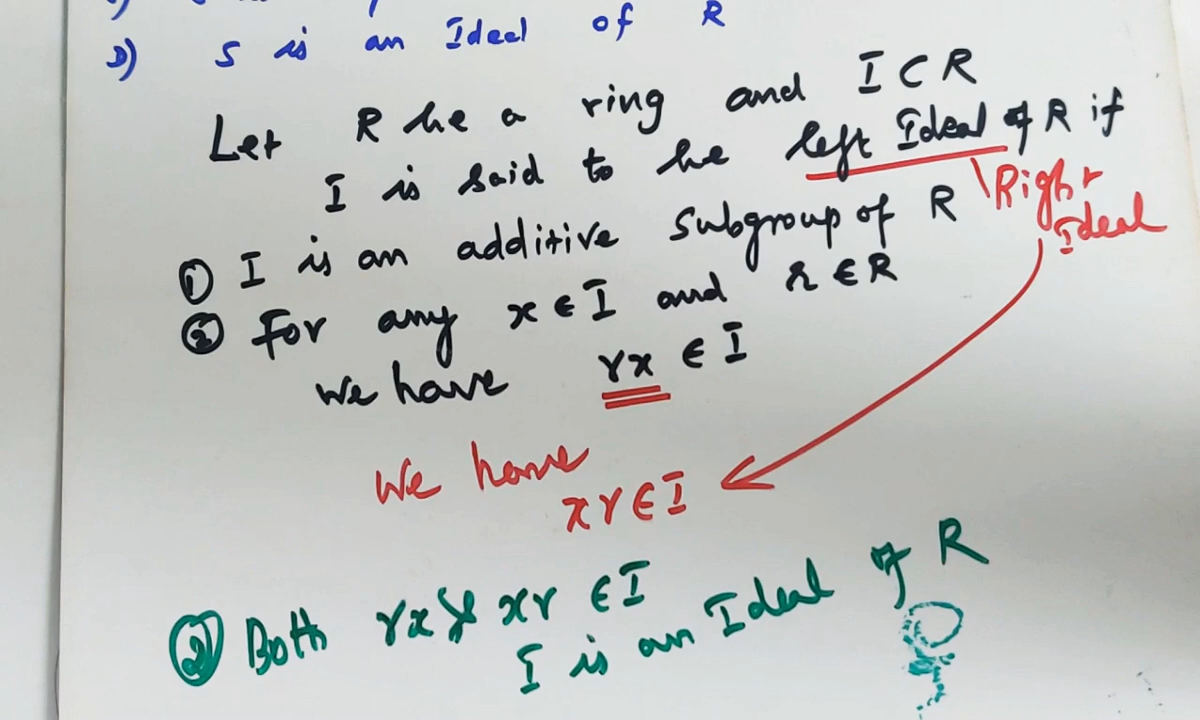 D) S is an Ideal of R
Let R be a ring and I ⊂ R
I is said to be left Ideal of R if
\ Right Ideal
① I is an additive subgroup of R
② For any x ∈ I and r ∈ R
We have rx ∈ I
We have
xr ∈ I
② Both rx & xr ∈ I
I is an Ideal of R